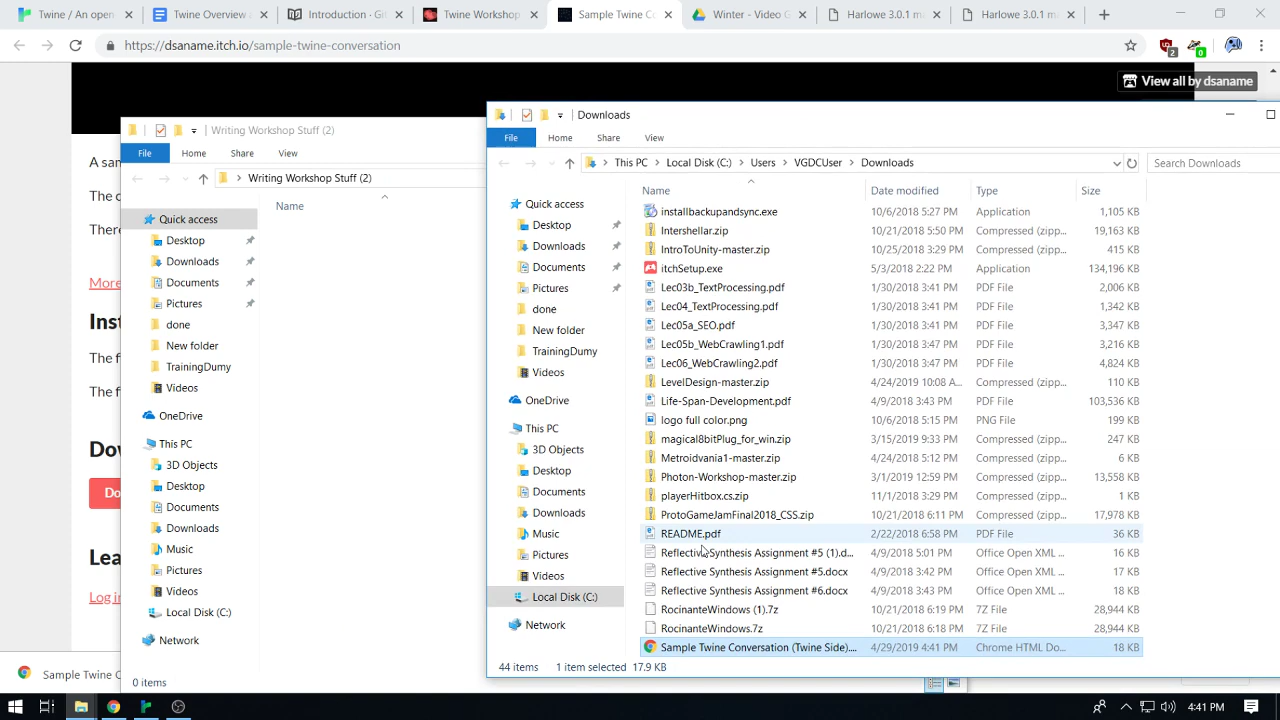 Twine / An open
Twine Overview
Introduction · Git
Twine Workshop
Sample Twine Co
Winter - Video G
Harlowe 3.0.1 ma
Harlowe 3.0.1 ma
https://dsaname.itch.io/sample-twine-conversation
2
0
View all by dsaname
A sam
The c
There
More
Inst
The f
The f
Dow
Do
Lea
Log in
Writing Workshop Stuff (2)
File Home Share View
Writing Workshop Stuff (2)
Name
Quick access
Desktop
Downloads
Documents
Pictures
done
New folder
TrainingDumy
Videos
OneDrive
This PC
3D Objects
Desktop
Documents
Downloads
Music
Pictures
Videos
Local Disk (C:)
Network
0 items
Downloads
File Home Share View
This PC Local Disk (C:) Users VGDCUser Downloads
Search Downloads
Quick access
Desktop
Downloads
Documents
Pictures
done
New folder
TrainingDumy
Videos
OneDrive
This PC
3D Objects
Desktop
Documents
Downloads
Music
Pictures
Videos
Local Disk (C:)
Network
Name Date modified Type Size
installbackupandsync.exe 10/6/2018 5:27 PM Application 1,105 KB
Intershellar.zip 10/21/2018 5:50 PM Compressed (zipp... 19,163 KB
IntroToUnity-master.zip 10/25/2018 3:29 PM Compressed (zipp... 415 KB
itchSetup.exe 5/3/2018 2:22 PM Application 134,196 KB
Lec03b_TextProcessing.pdf 1/30/2018 3:41 PM PDF File 2,006 KB
Lec04_TextProcessing.pdf 1/30/2018 3:41 PM PDF File 1,342 KB
Lec05a_SEO.pdf 1/30/2018 3:41 PM PDF File 3,347 KB
Lec05b_WebCrawling1.pdf 1/30/2018 3:47 PM PDF File 3,216 KB
Lec06_WebCrawling2.pdf 1/30/2018 3:47 PM PDF File 4,824 KB
LevelDesign-master.zip 4/24/2019 10:08 A... Compressed (zipp... 110 KB
Life-Span-Development.pdf 4/9/2018 3:43 PM PDF File 103,536 KB
logo full color.png 10/6/2018 5:15 PM PNG File 199 KB
magical8bitPlug_for_win.zip 3/15/2019 9:33 PM Compressed (zipp... 247 KB
Metroidvania1-master.zip 4/24/2018 5:12 PM Compressed (zipp... 6 KB
Photon-Workshop-master.zip 3/1/2019 12:59 PM Compressed (zipp... 13,558 KB
playerHitbox.cs.zip 11/1/2018 3:29 PM Compressed (zipp... 1 KB
ProtoGameJamFinal2018_CSS.zip 10/21/2018 6:11 PM Compressed (zipp... 17,978 KB
README.pdf 2/22/2018 6:58 PM PDF File 36 KB
Reflective Synthesis Assignment #5 (1).d... 4/9/2018 5:01 PM Office Open XML ... 16 KB
Reflective Synthesis Assignment #5.docx 4/9/2018 3:42 PM Office Open XML ... 17 KB
Reflective Synthesis Assignment #6.docx 4/9/2018 3:43 PM Office Open XML ... 18 KB
RocinanteWindows (1).7z 10/21/2018 6:19 PM 7Z File 28,944 KB
RocinanteWindows.7z 10/21/2018 6:18 PM 7Z File 28,944 KB
Sample Twine Conversation (Twine Side).... 4/29/2019 4:41 PM Chrome HTML Do... 18 KB
44 items 1 item selected 17.9 KB
Sample Twine C
4:41 PM